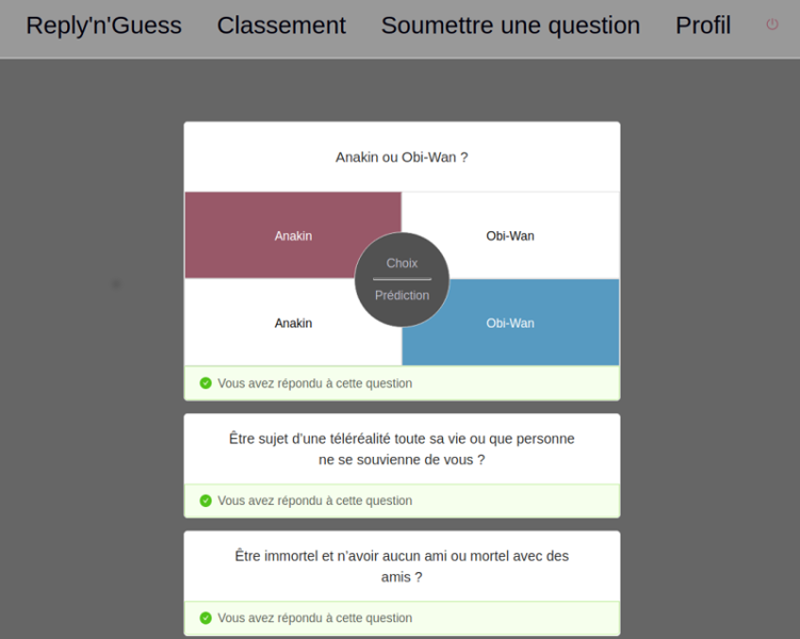 Reply'n'Guess Classement Soumettre une question Profil
Anakin ou Obi-Wan ?
Anakin Obi-Wan
Choix
Prédiction
Anakin Obi-Wan
Vous avez répondu à cette question
Être sujet d’une téléréalité toute sa vie ou que personne
ne se souvienne de vous ?
Vous avez répondu à cette question
Être immortel et n’avoir aucun ami ou mortel avec des
amis ?
Vous avez répondu à cette question